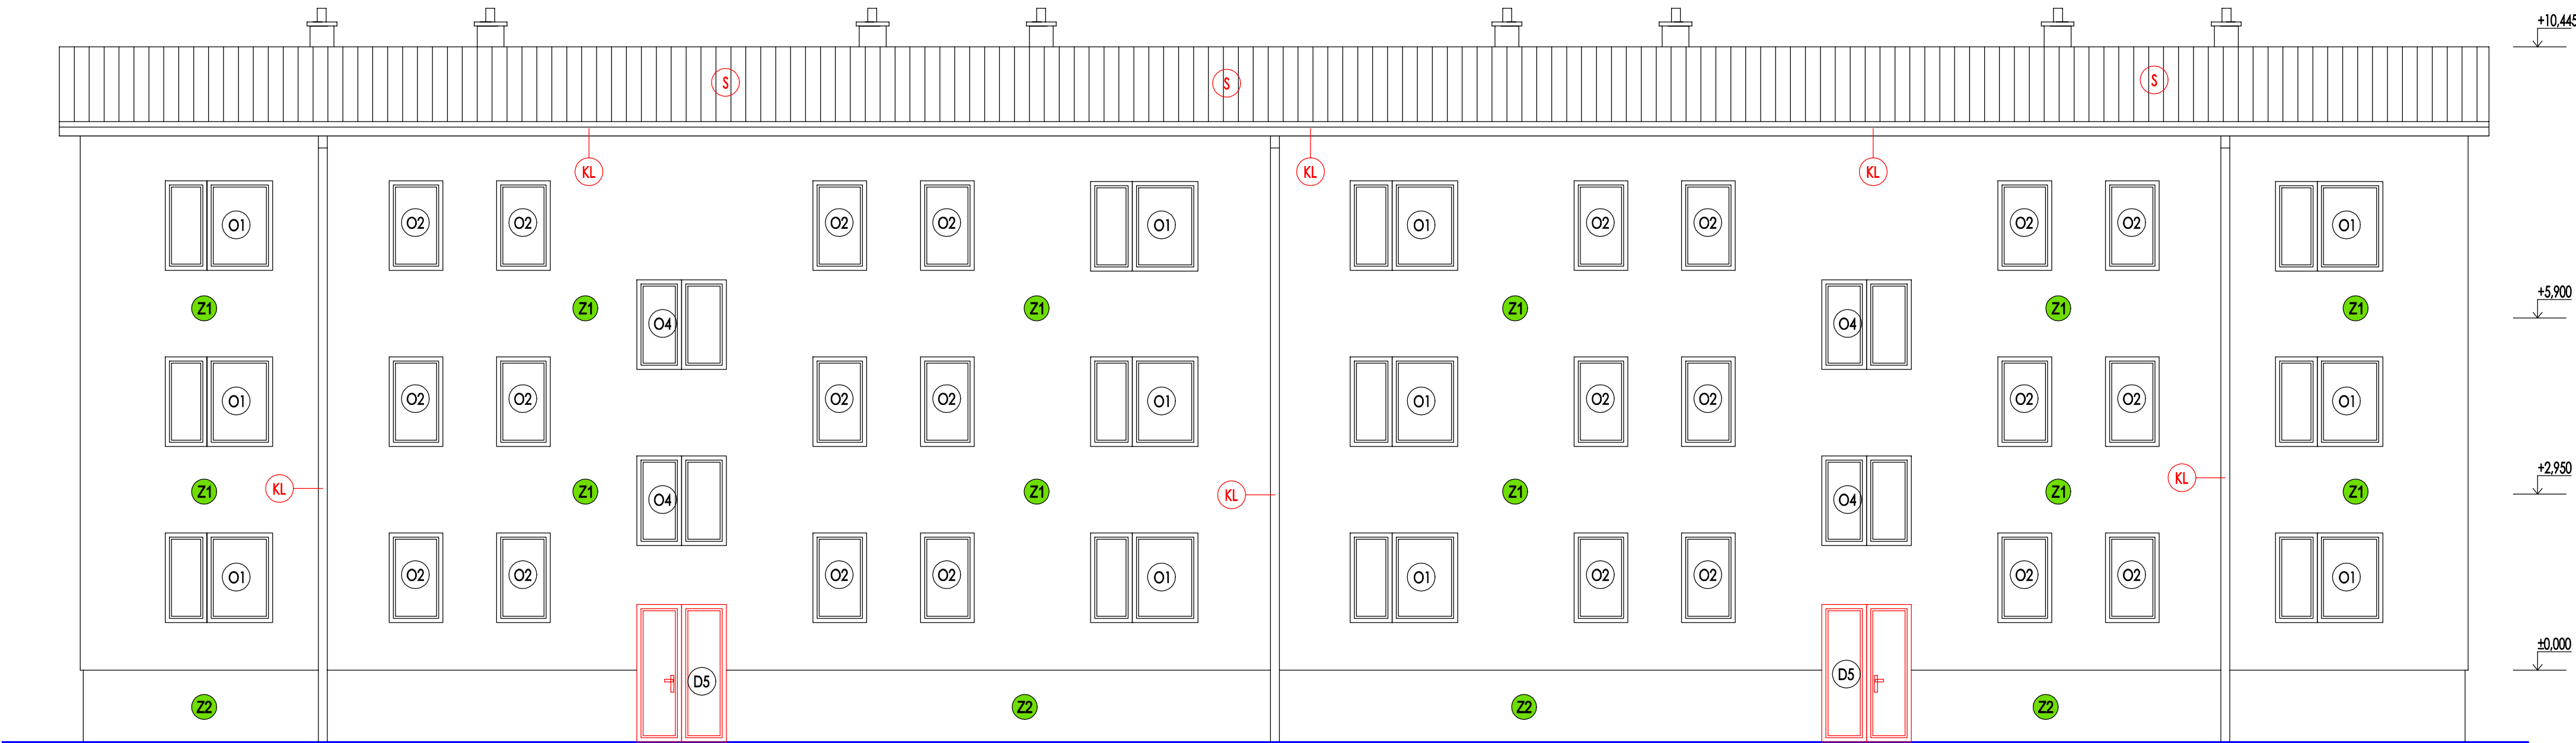 +10,445
S S S
KL KL KL
O1 O2 O2 O2 O2 O1 O1 O2 O2 O2 O2 O1
+5,900
Z1 Z1 Z1 Z1 Z1 Z1
O4 O4
O1 O2 O2 O2 O2 O1 O1 O2 O2 O2 O2 O1
+2,950
KL Z1 Z1 Z1 KL Z1 Z1 KL Z1
O4 O4
O1 O2 O2 O2 O2 O1 O1 O2 O2 O2 O2 O1
±0,000
D5 D5
Z2 Z2 Z2 Z2